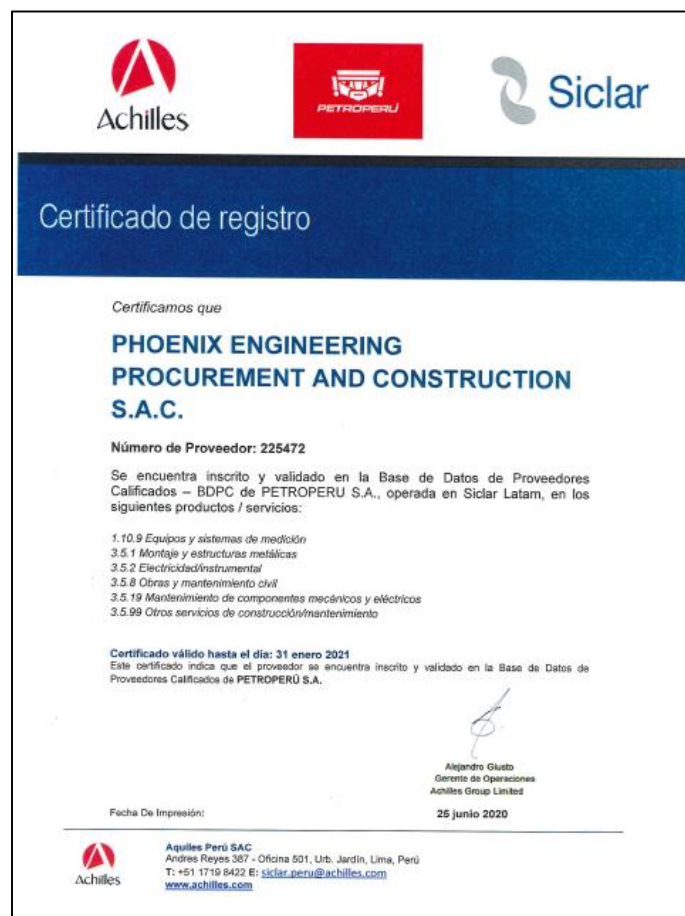 Achilles
PETROPERÚ
Siclar
Certificado de registro
Certificamos que
PHOENIX ENGINEERING
PROCUREMENT AND CONSTRUCTION
S.A.C.
Número de Proveedor: 225472
Se encuentra inscrito y validado en la Base de Datos de Proveedores
Calificados – BDPC de PETROPERU S.A., operada en Siclar Latam, en los
siguientes productos / servicios:
1.10.9 Equipos y sistemas de medición
3.5.1 Montaje y estructuras metálicas
3.5.2 Electricidad/instrumental
3.5.8 Obras y mantenimiento civil
3.5.19 Mantenimiento de componentes mecánicos y eléctricos
3.5.99 Otros servicios de construcción/mantenimiento
Certificado válido hasta el día: 31 enero 2021
Este certificado indica que el proveedor se encuentra inscrito y validado en la Base de Datos de
Proveedores Calificados de PETROPERÚ S.A.
Alejandro Giusto
Gerente de Operaciones
Achilles Group Limited
Fecha De Impresión:
25 junio 2020
Achilles
Aquiles Perú SAC
Andres Reyes 387 - Oficina 501, Urb. Jardín, Lima, Perú
T: +51 1719 8422 E: siclar.peru@achilles.com
www.achilles.com